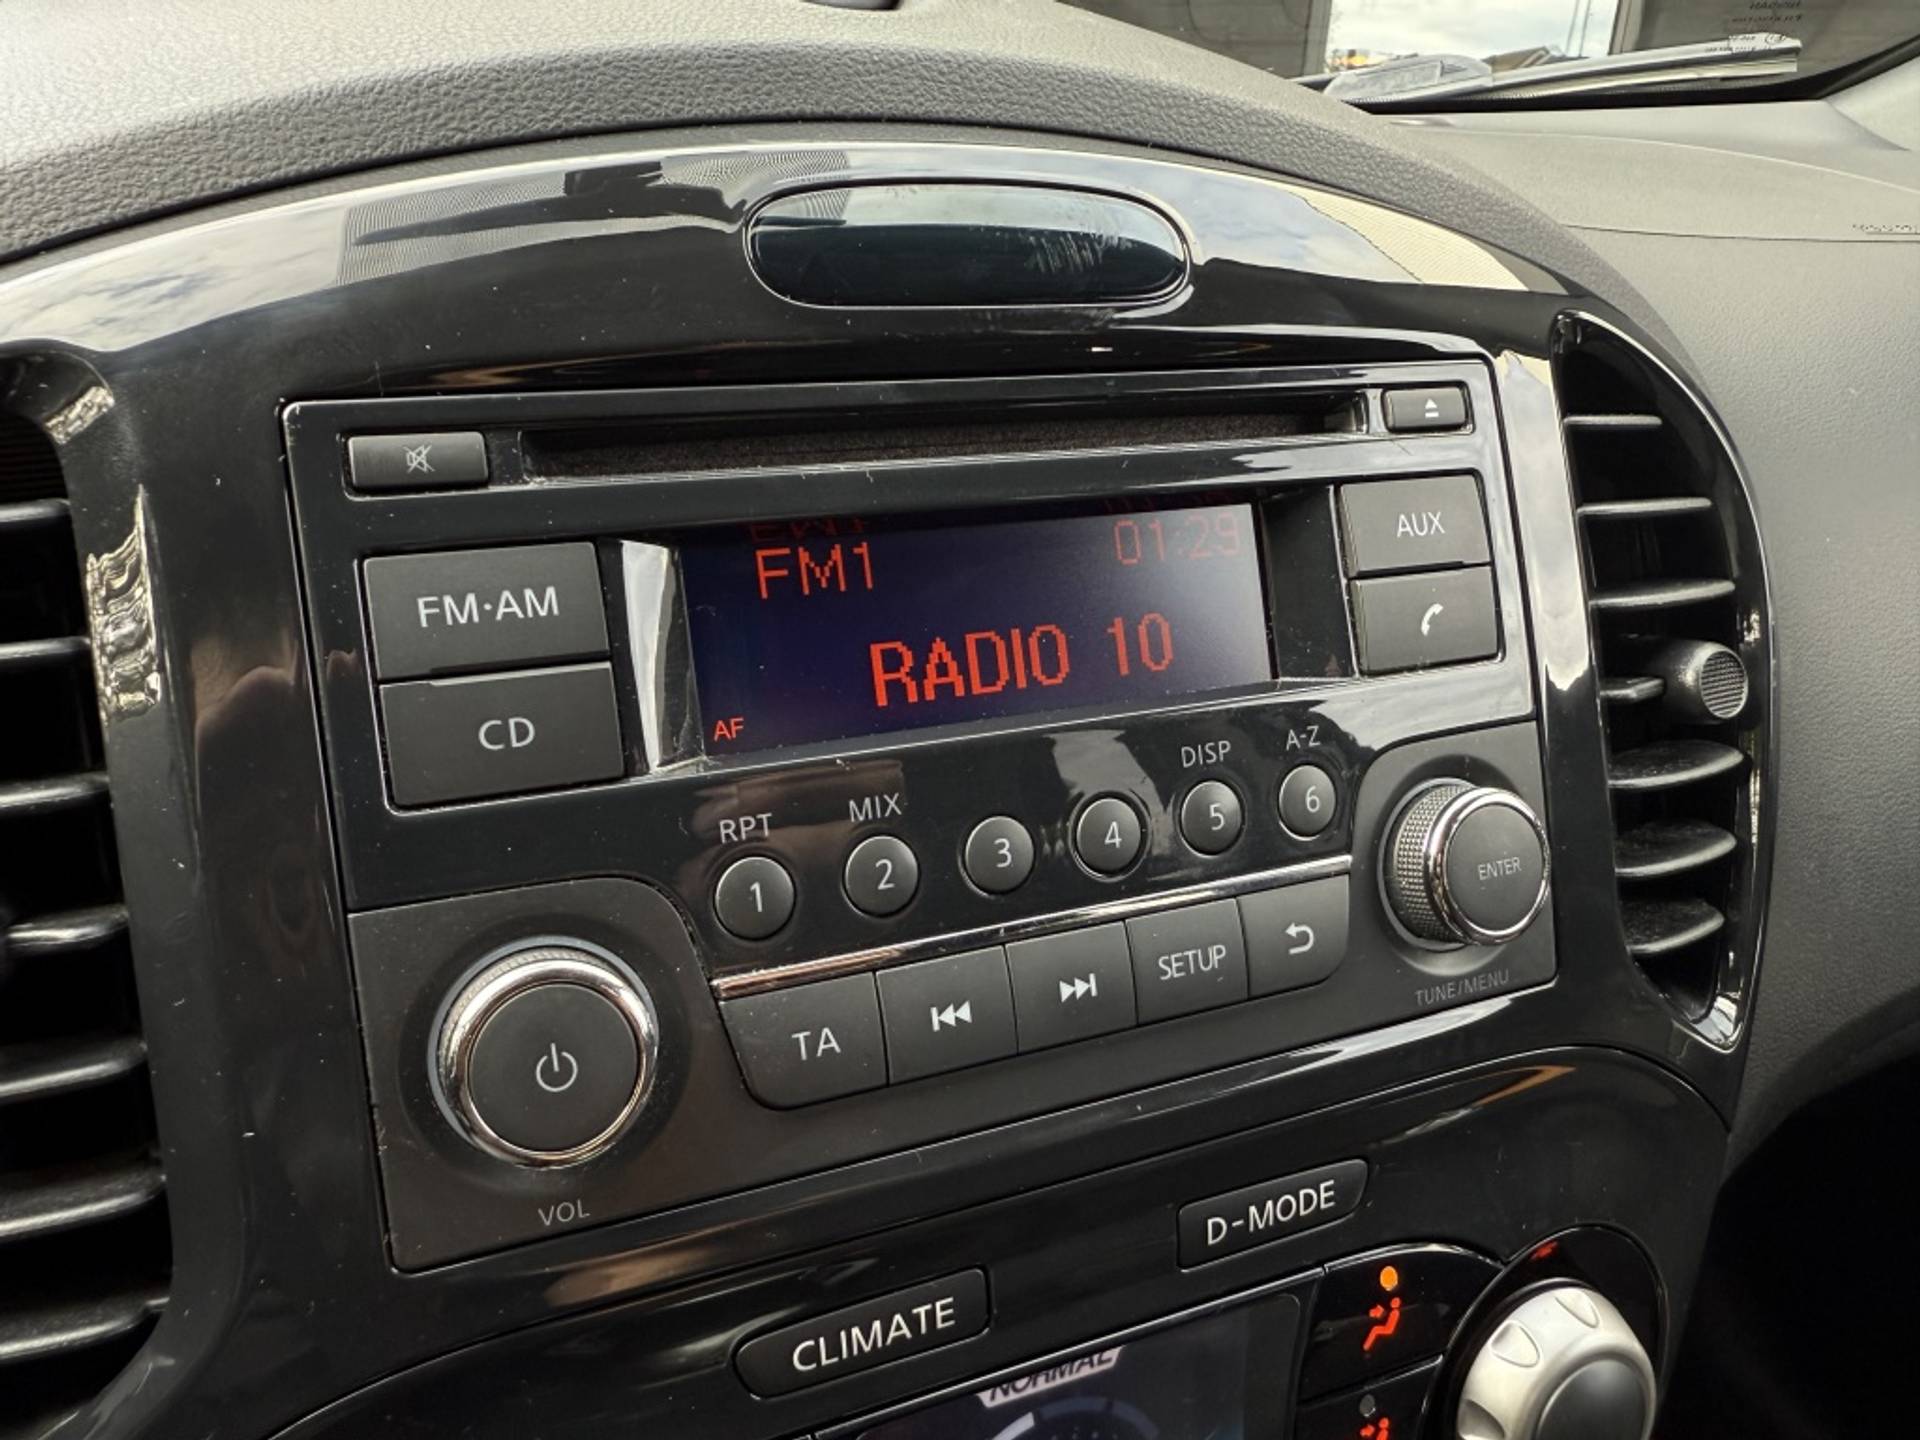 FM1
01:29
RADIO 10
AF
FM·AM
CD
AUX
RPT
MIX
DISP
A-Z
1
2
3
4
5
6
ENTER
TUNE/MENU
TA
SETUP
VOL
D-MODE
CLIMATE
NORMAL